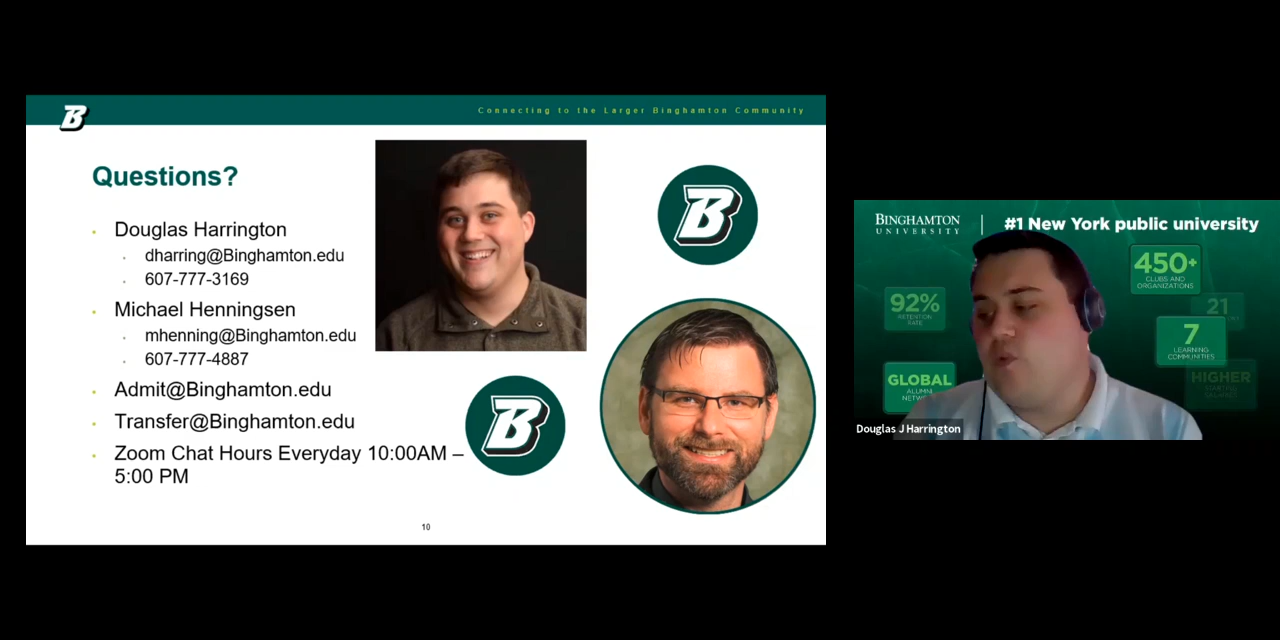 B
Connecting to the Larger Binghamton Community
Questions?
Douglas Harrington
dharring@Binghamton.edu
607-777-3169
Michael Henningsen
mhenning@Binghamton.edu
607-777-4887
Admit@Binghamton.edu
Transfer@Binghamton.edu
Zoom Chat Hours Everyday 10:00AM –
5:00 PM
B
B
10
BINGHAMTON
UNIVERSITY
#1 New York public university
450+
CLUBS AND
ORGANIZATIONS
92%
RETENTION
RATE
21
7
LEARNING
COMMUNITIES
GLOBAL
ALUMNI
HIGHER
STARTING
SALARIES
Douglas J Harrington